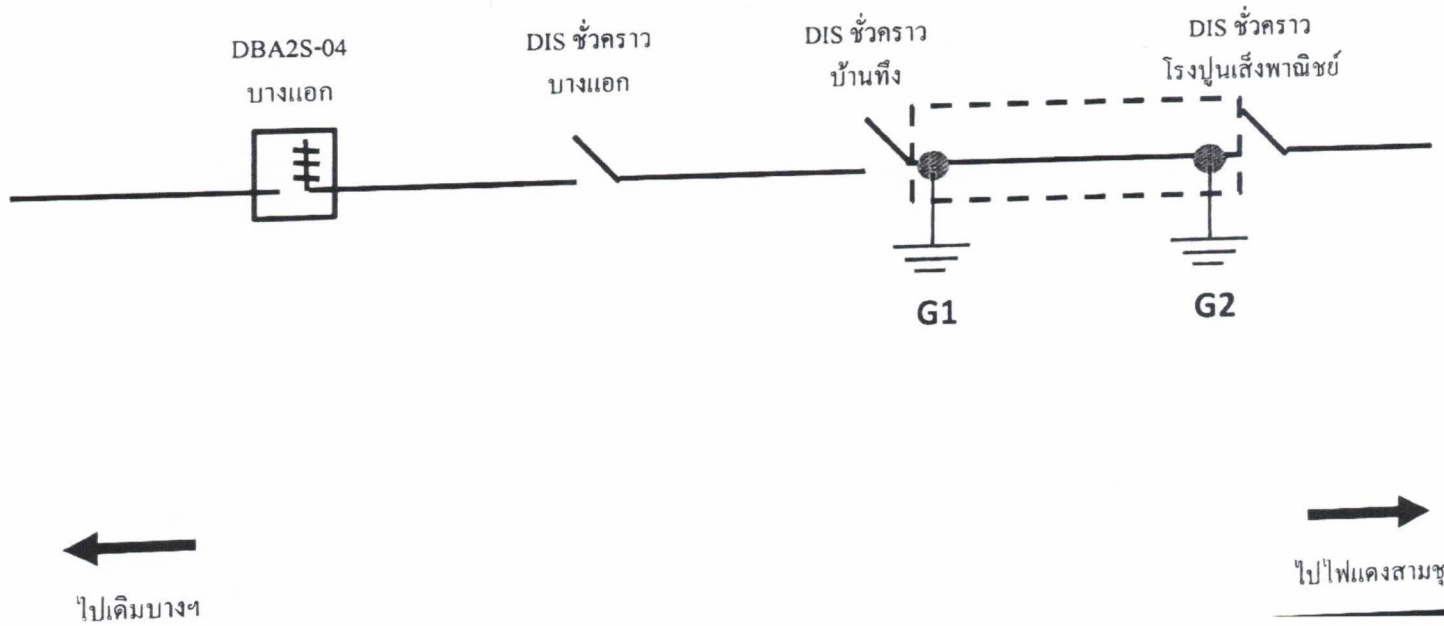 DBA2S-04
บางแอก
DIS ชั่วคราว
บางแอก
DIS ชั่วคราว
บ้านทึง
DIS ชั่วคราว
โรงปูนเส็งพาณิชย์
G1
G2
ไปเดิมบางฯ
ไปไฟแดงสามชุ